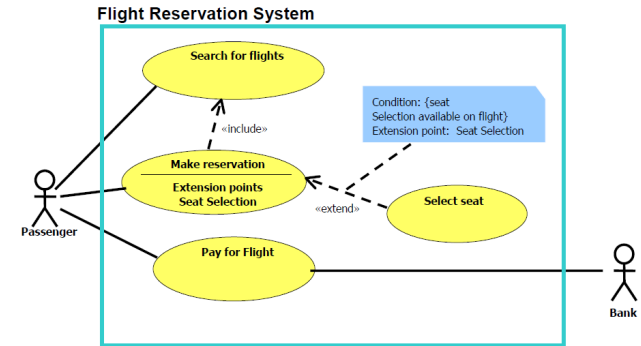 Flight Reservation System
Search for flights
Condition: {seat
Selection available on flight}
Extension point: Seat Selection
«include»
Make reservation
Extension points
Seat Selection
«extend»
Select seat
Passenger
Pay for Flight
Bank